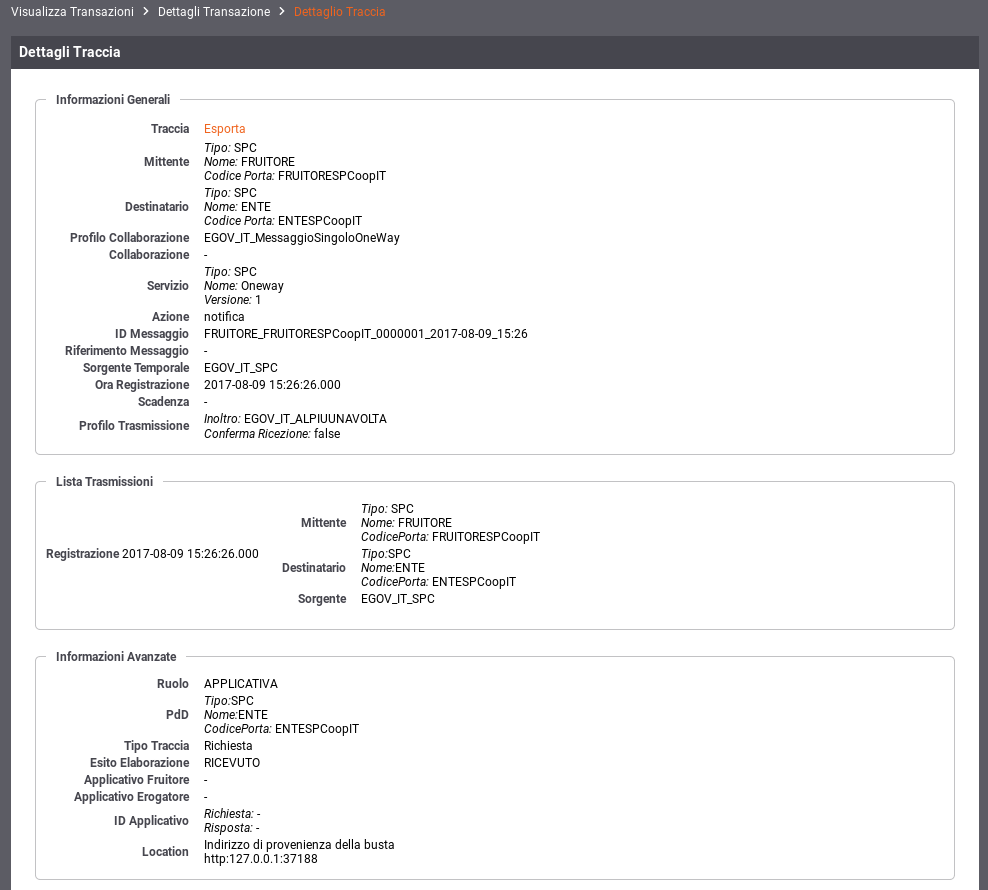 Visualizza Transazioni > Dettagli Transazione > Dettaglio Traccia
Dettagli Traccia
Informazioni Generali
Traccia Esporta
Mittente Tipo: SPC
Nome: FRUITORE
Codice Porta: FRUITORESPCoopIT
Destinatario Tipo: SPC
Nome: ENTE
Codice Porta: ENTESPCoopIT
Profilo Collaborazione EGOV_IT_MessaggioSingoloOneWay
Collaborazione -
Servizio Tipo: SPC
Nome: Oneway
Versione: 1
Azione notifica
ID Messaggio FRUITORE_FRUITORESPCoopIT_0000001_2017-08-09_15:26
Riferimento Messaggio -
Sorgente Temporale EGOV_IT_SPC
Ora Registrazione 2017-08-09 15:26:26.000
Scadenza -
Profilo Trasmissione Inoltro: EGOV_IT_ALPIUUNAVOLTA
Conferma Ricezione: false
Lista Trasmissioni
Registrazione 2017-08-09 15:26:26.000
Mittente Tipo: SPC
Nome: FRUITORE
CodicePorta: FRUITORESPCoopIT
Destinatario Tipo:SPC
Nome:ENTE
CodicePorta: ENTESPCoopIT
Sorgente EGOV_IT_SPC
Informazioni Avanzate
Ruolo APPLICATIVA
PdD Tipo:SPC
Nome:ENTE
CodicePorta: ENTESPCoopIT
Tipo Traccia Richiesta
Esito Elaborazione RICEVUTO
Applicativo Fruitore -
Applicativo Erogatore -
ID Applicativo Richiesta: -
Risposta: -
Location Indirizzo di provenienza della busta
http:127.0.0.1:37188